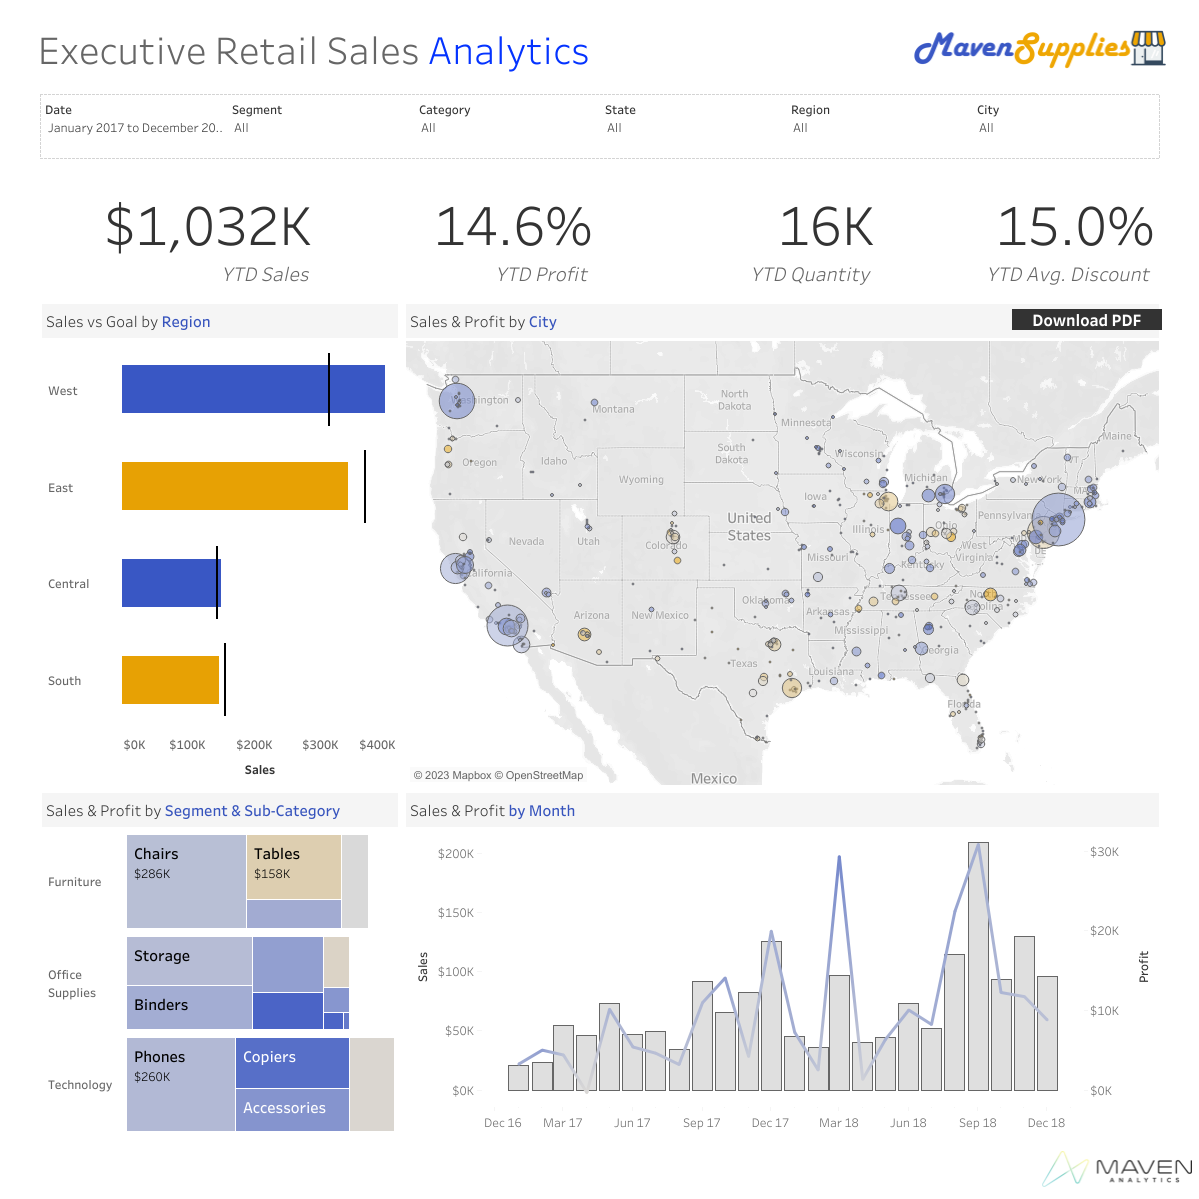 Executive Retail Sales Analytics
MavenSupplies
Date
Segment
Category
State
Region
City
January 2017 to December 20..
All
All
All
All
All
$1,032K
14.6%
16K
15.0%
YTD Sales
YTD Profit
YTD Quantity
YTD Avg. Discount
Sales vs Goal by Region
West
East
Central
South
$0K
$100K
$200K
$300K
$400K
Sales
Sales & Profit by City
Download PDF
Washington
Montana
North
Dakota
Minnesota
Maine
Oregon
Idaho
South
Dakota
Wisconsin
Michigan
VT
New York
MA
Wyoming
Iowa
Pennsylvania
United
States
Illinois
Ohio
Nevada
Utah
Colorado
Missouri
West
Virginia
DE
California
Kentucky
Arizona
New Mexico
Oklahoma
Arkansas
Tennessee
North
Carolina
Mississippi
Georgia
Texas
Louisiana
Florida
Mexico
© 2023 Mapbox © OpenStreetMap
Sales & Profit by Segment & Sub-Category
Furniture
Chairs
$286K
Tables
$158K
Office
Supplies
Storage
Binders
Technology
Phones
$260K
Copiers
Accessories
Sales & Profit by Month
$200K
$150K
$100K
$50K
$0K
Sales
$30K
$20K
$10K
$0K
Profit
Dec 16
Mar 17
Jun 17
Sep 17
Dec 17
Mar 18
Jun 18
Sep 18
Dec 18
MAVEN
ANALYTICS